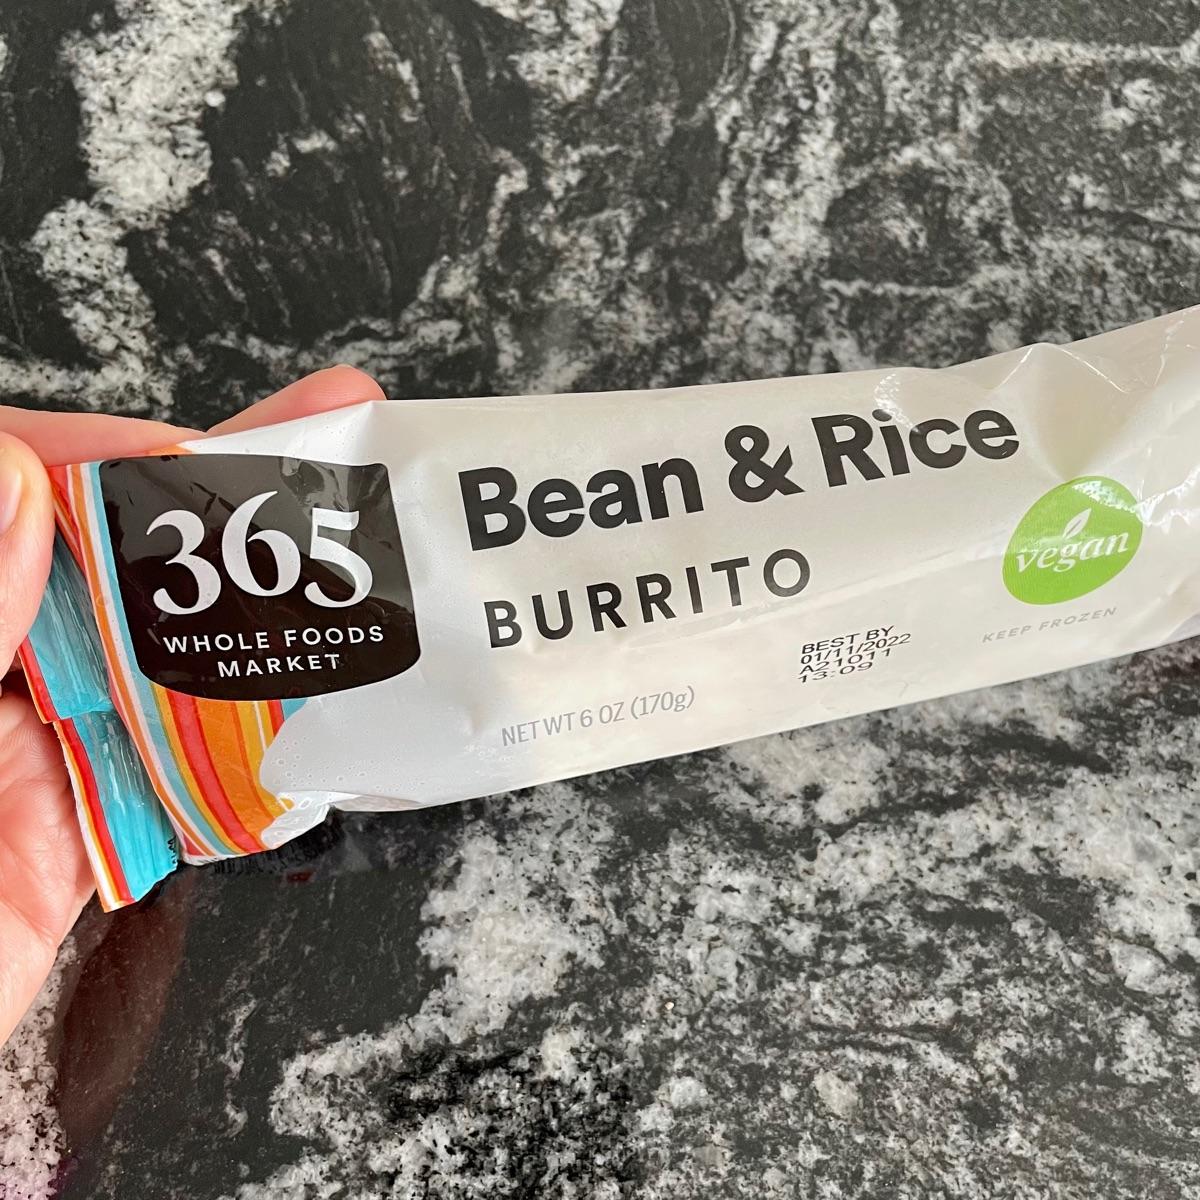 365
WHOLE FOODS
MARKET
Bean & Rice
BURRITO
NET WT 6 OZ (170g)
BEST BY
01/11/2022
A21011
13:09
vegan
KEEP FROZEN